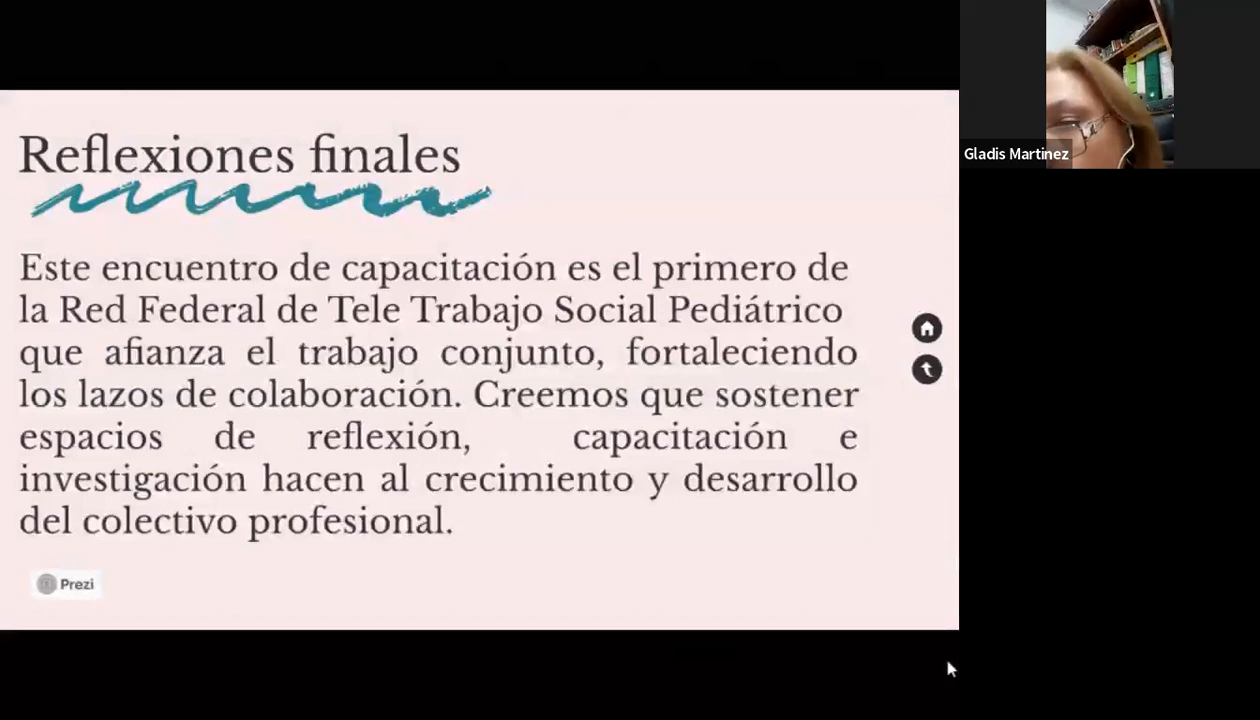 Reflexiones finales
Este encuentro de capacitación es el primero de
la Red Federal de Tele Trabajo Social Pediátrico
que afianza el trabajo conjunto, fortaleciendo
los lazos de colaboración. Creemos que sostener
espacios de reflexión, capacitación e
investigación hacen al crecimiento y desarrollo
del colectivo profesional.
Prezi
Gladis Martinez